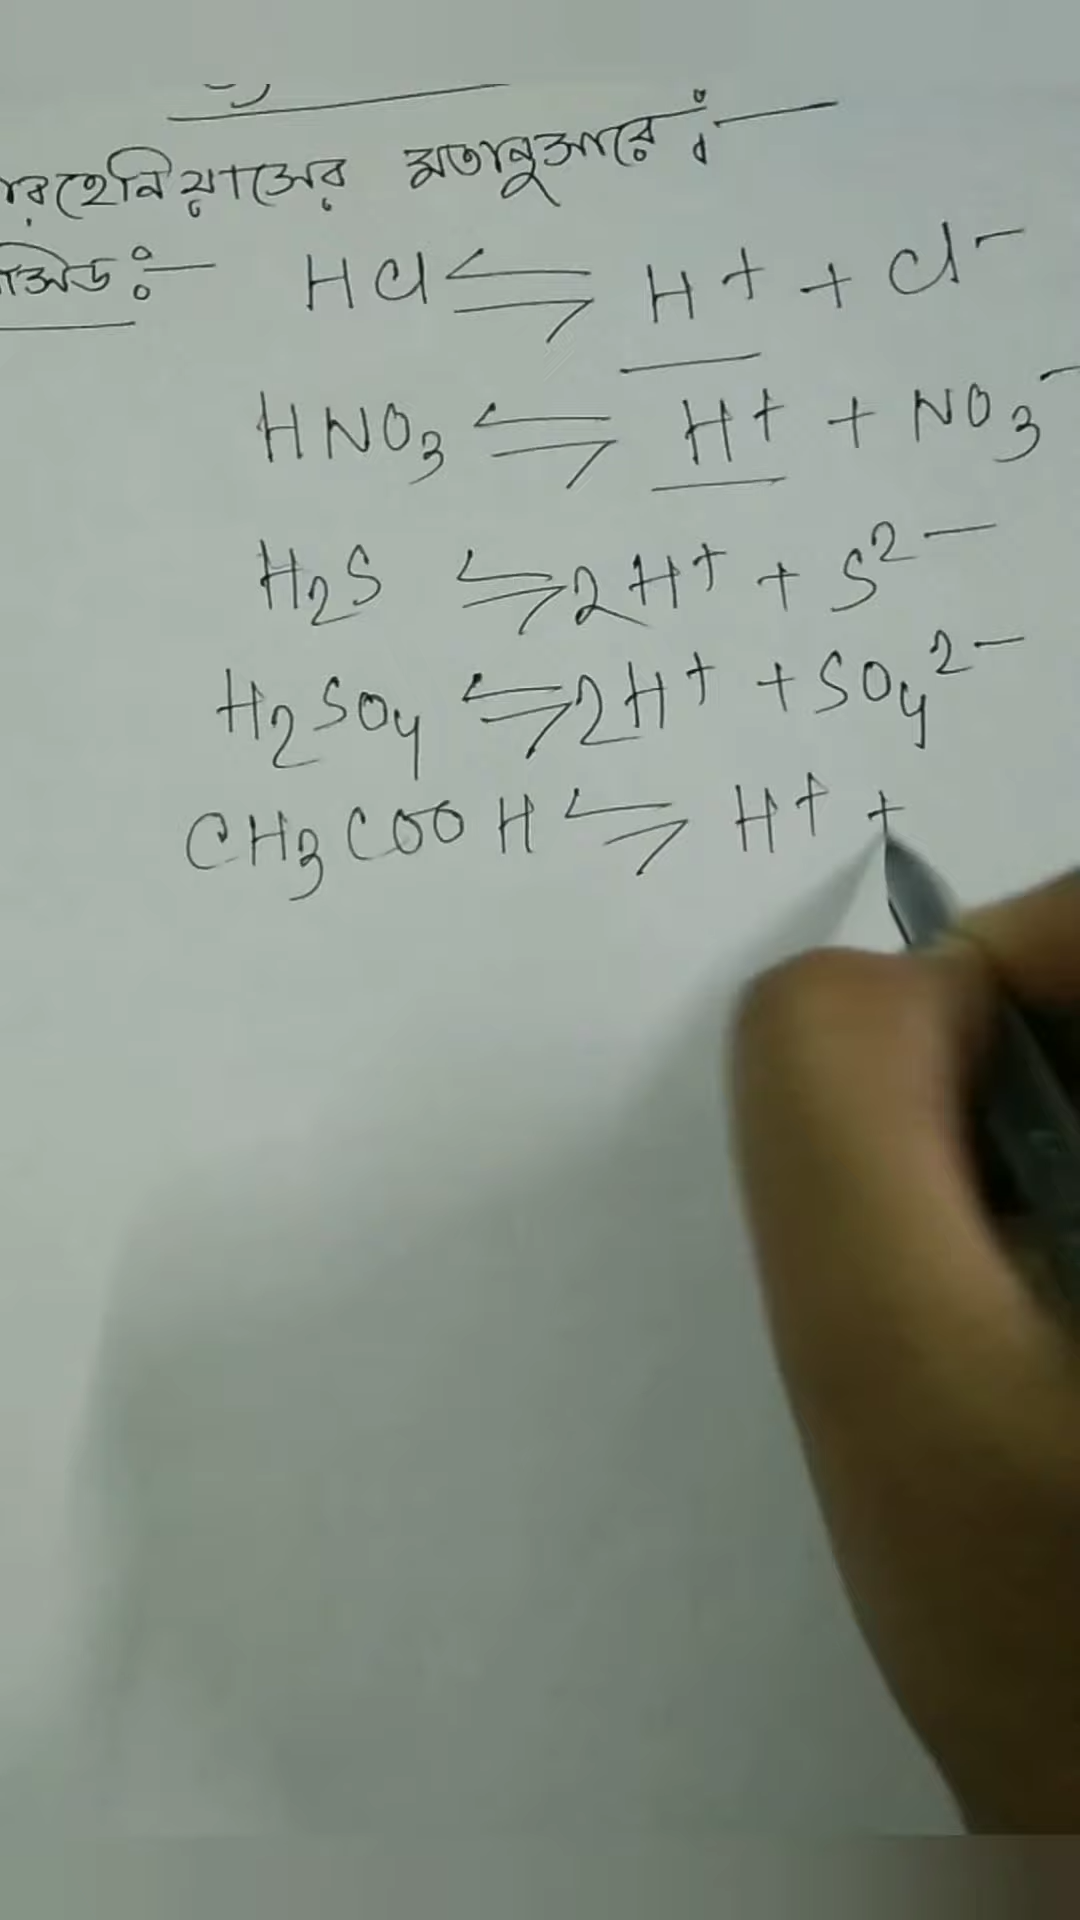 মতানুসারে :—
HCl ⇌ H+ + Cl-
HNO3 ⇌ H+ + NO3-
H2S ⇌ 2H+ + S2-
H2SO4 ⇌ 2H+ + SO4 2-
CH3COOH ⇌ H+ +